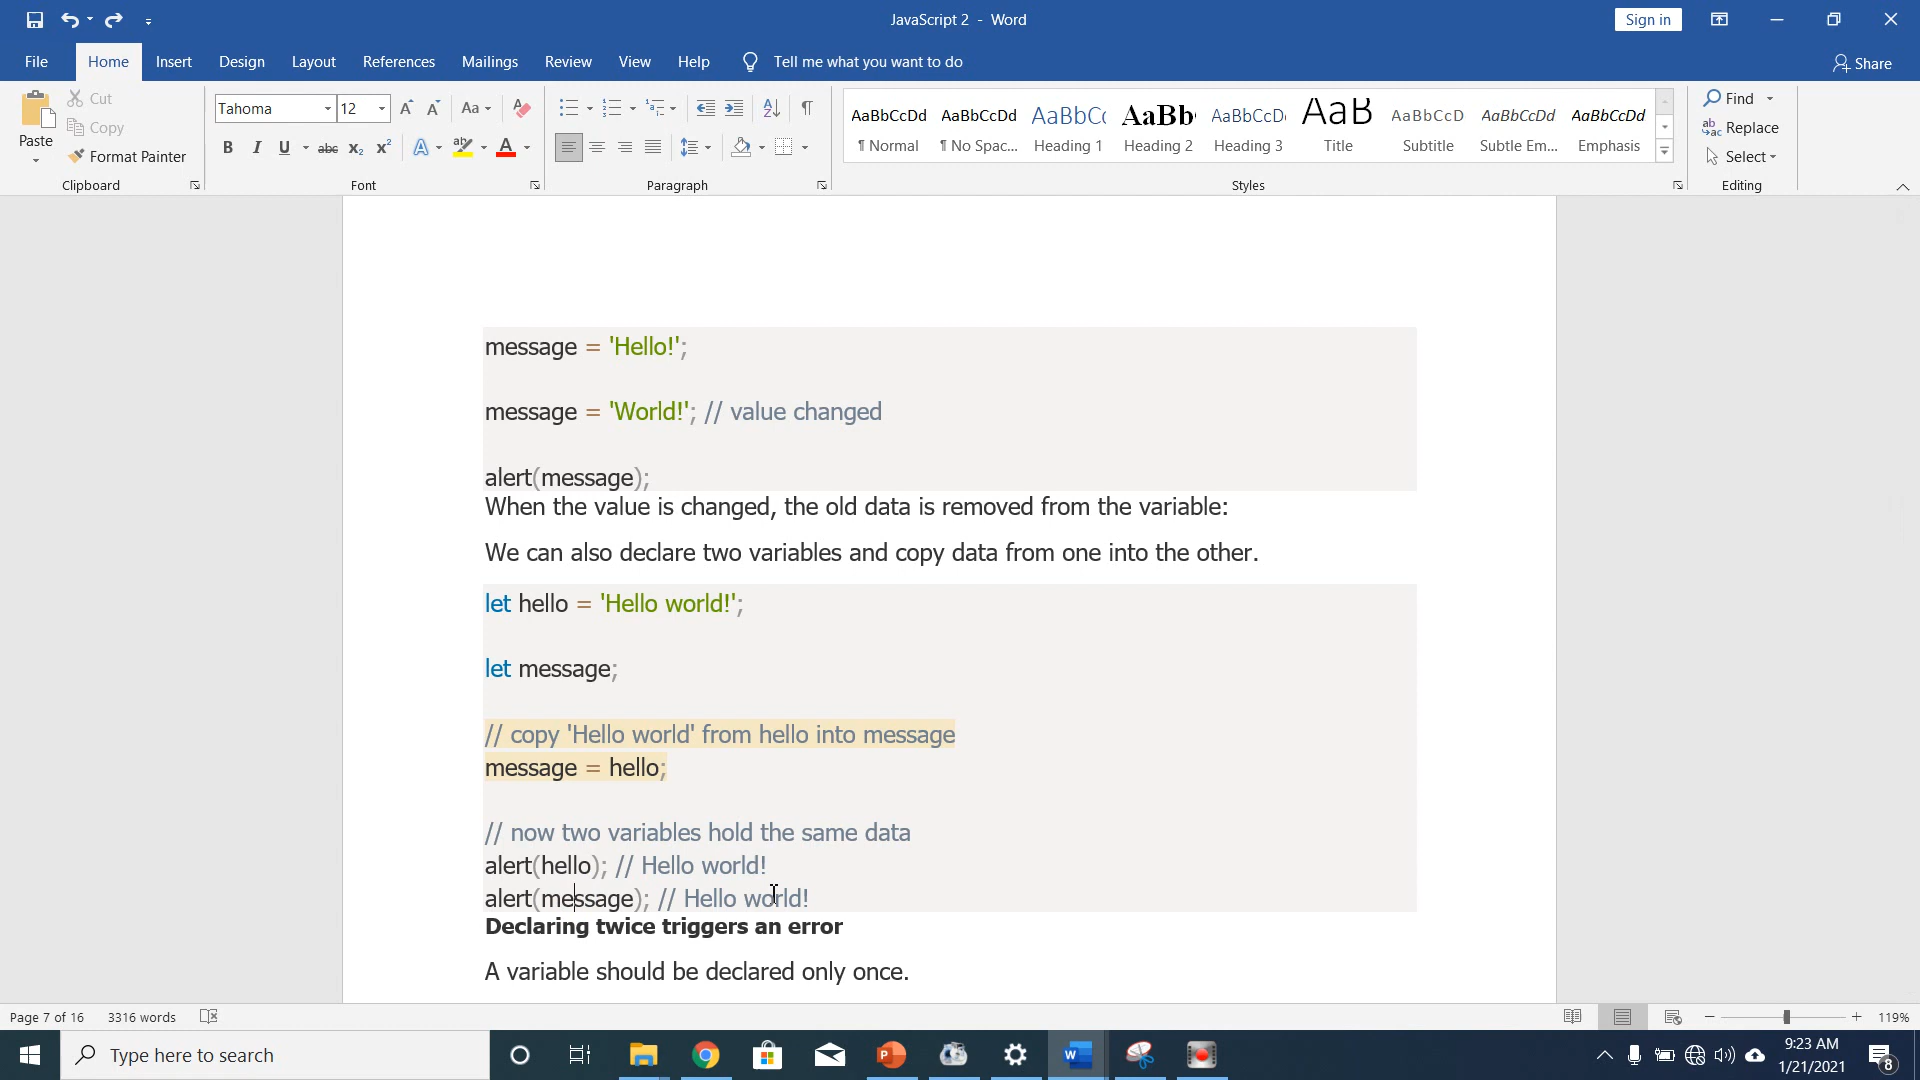 JavaScript 2 - Word
Sign in
File Home Insert Design Layout References Mailings Review View Help Tell me what you want to do Share
Paste Cut Copy Format Painter
Clipboard
Tahoma 12
Aa
B I U abc X₂ X² A ab A
Font
Paragraph
AaBbCcDd AaBbCcDd AaBbCc AaBbC AaBbCcD AaB AaBbCcD AaBbCcDd AaBbCcDd
¶ Normal ¶ No Spac... Heading 1 Heading 2 Heading 3 Title Subtitle Subtle Em... Emphasis
Styles
Find
Replace
Select
Editing
message = 'Hello!';
message = 'World!'; // value changed
alert(message);
When the value is changed, the old data is removed from the variable:
We can also declare two variables and copy data from one into the other.
let hello = 'Hello world!';
let message;
// copy 'Hello world' from hello into message
message = hello;
// now two variables hold the same data
alert(hello); // Hello world!
alert(message); // Hello world!
Declaring twice triggers an error
A variable should be declared only once.
Page 7 of 16 3316 words 119%
Type here to search
9:23 AM
1/21/2021
8